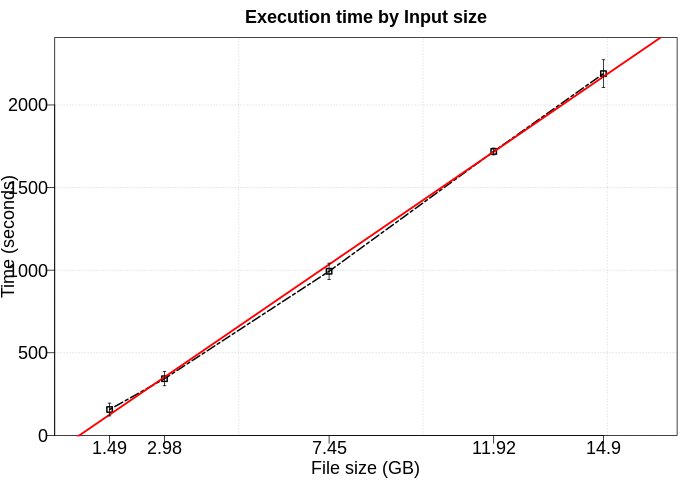 Execution time by Input size
2000
1500
1000
500
0
Time (seconds)
1.49 2.98 7.45 11.92 14.9
File size (GB)